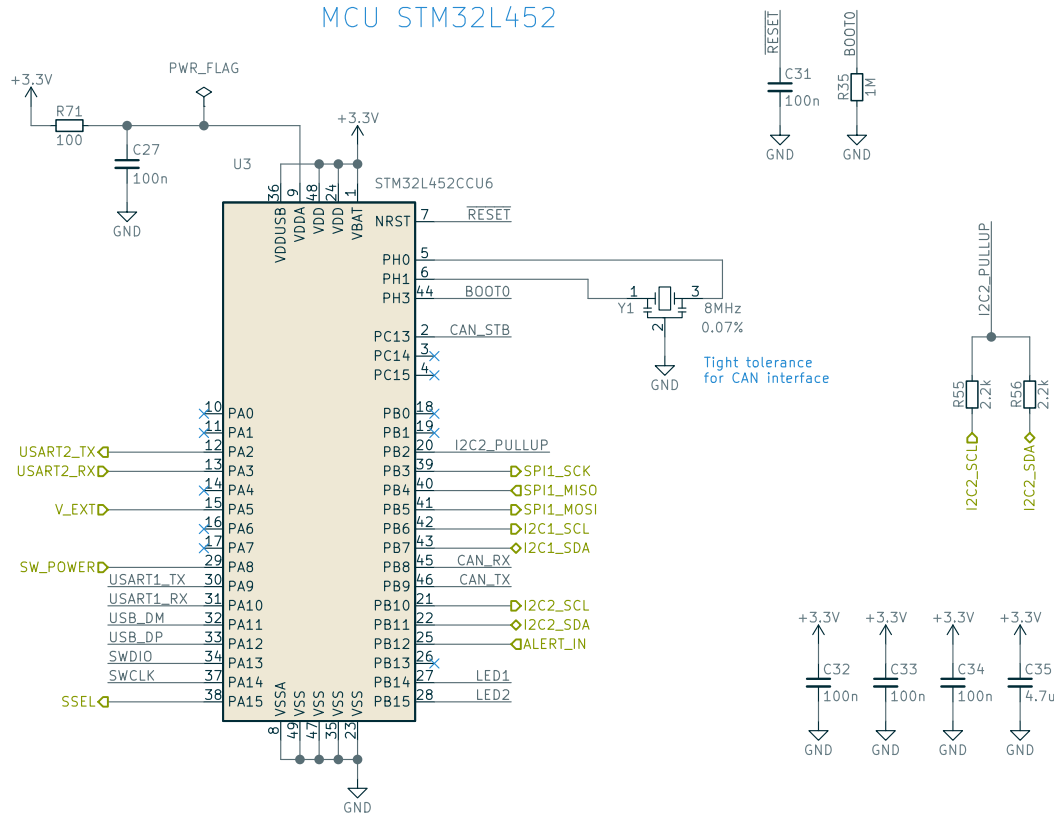 MCU STM32L452
RESET
C31
100n
GND
BOOT0
R35
1M
GND
+3.3V
R71
100
PWR_FLAG
C27
100n
GND
+3.3V
U3
STM32L452CCU6
36 VDDUSB
9 VDDA
48 VDD
24 VDD
1 VBAT
NRST 7 RESET
PH0 5
PH1 6
PH3 44 BOOT0
PC13 2 CAN_STB
PC14 3
PC15 4
1 3
2
Y1
8MHz
0.07%
GND
Tight tolerance
for CAN interface
10 PA0
11 PA1
USART2_TX 12 PA2
USART2_RX 13 PA3
14 PA4
V_EXT 15 PA5
16 PA6
17 PA7
SW_POWER 29 PA8
USART1_TX 30 PA9
USART1_RX 31 PA10
USB_DM 32 PA11
USB_DP 33 PA12
SWDIO 34 PA13
SWCLK 37 PA14
SSEL 38 PA15
PB0 18
PB1 19
PB2 20 I2C2_PULLUP
PB3 39 SPI1_SCK
PB4 40 SPI1_MISO
PB5 41 SPI1_MOSI
PB6 42 I2C1_SCL
PB7 43 I2C1_SDA
PB8 45 CAN_RX
PB9 46 CAN_TX
PB10 21 I2C2_SCL
PB11 22 I2C2_SDA
PB12 25 ALERT_IN
PB13 26
PB14 27 LED1
PB15 28 LED2
VSSA 8
VSS 49
VSS 47
VSS 35
VSS 23
GND
I2C2_PULLUP
R55
2.2k
R56
2.2k
I2C2_SCL
I2C2_SDA
+3.3V
C32
100n
GND
+3.3V
C33
100n
GND
+3.3V
C34
100n
GND
+3.3V
C35
4.7u
GND